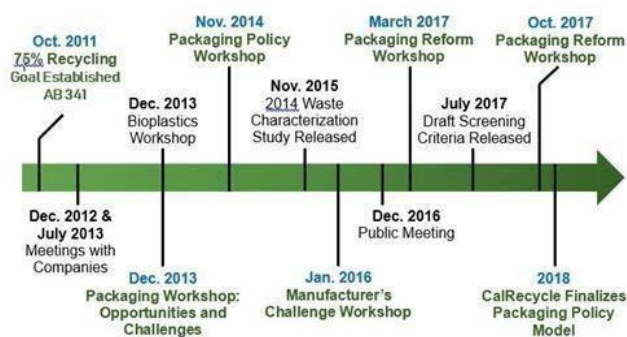 Oct. 2011
75% Recycling
Goal Established
AB 341
Dec. 2012 &
July 2013
Meetings with
Companies
Dec. 2013
Bioplastics
Workshop
Dec. 2013
Packaging Workshop:
Opportunities and
Challenges
Nov. 2014
Packaging Policy
Workshop
Nov. 2015
2014 Waste
Characterization
Study Released
Jan. 2016
Manufacturer's
Challenge Workshop
Dec. 2016
Public Meeting
March 2017
Packaging Reform
Workshop
July 2017
Draft Screening
Criteria Released
Oct. 2017
Packaging Reform
Workshop
2018
CalRecycle Finalizes
Packaging Policy
Model